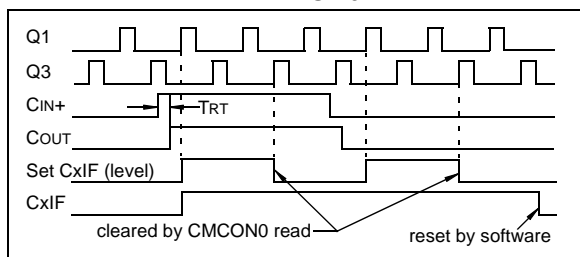 Q1
Q3
CIN+
TRT
COUT
Set CxIF (level)
CxIF
cleared by CMCON0 read
reset by software